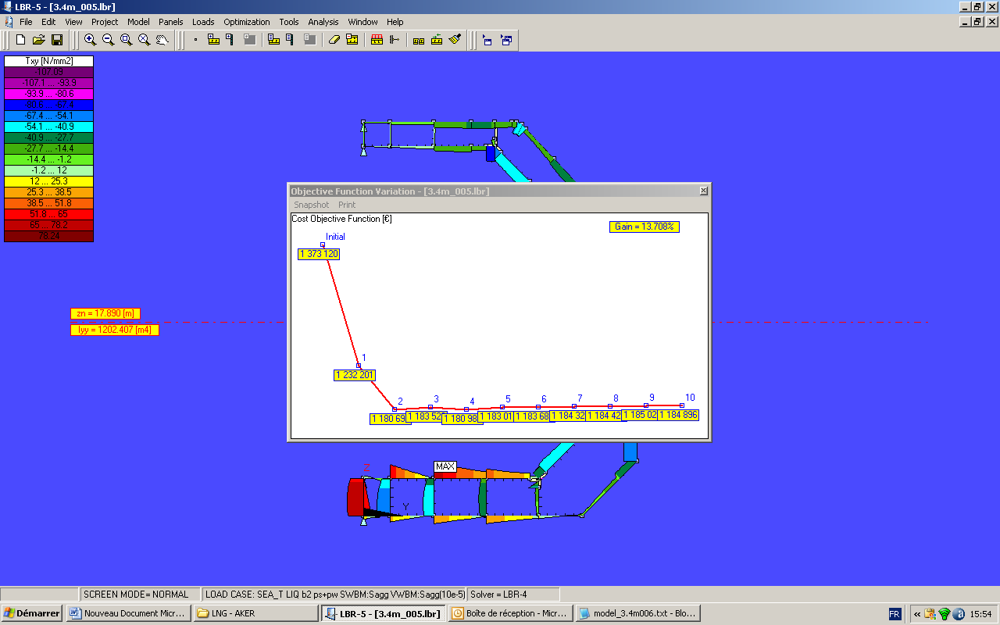 LBR-5 - [3.4m_005.lbr]
File Edit View Project Model Panels Loads Optimization Tools Analysis Window Help
Txy [N/mm2]
-107.09
-107.1 ... -93.9
-93.9 ... -80.6
-80.6 ... -67.4
-67.4 ... -54.1
-54.1 ... -40.9
-40.9 ... -27.7
-27.7 ... -14.4
-14.4 ... -1.2
-1.2 ... 12
12 ... 25.3
25.3 ... 38.5
38.5 ... 51.8
51.8 ... 65
65 ... 78.2
78.24
Objective Function Variation - [3.4m_005.lbr]
Snapshot Print
Cost Objective Function [€]
Gain = 13.708%
Initial
1 373 120
zn = 17.890 [m]
Iyy = 1202.407 [m4]
1
1 232 201
2 3 4 5 6 7 8 9 10
1 180 69 1 183 52 1 180 98 1 183 01 1 183 68 1 184 32 1 184 42 1 185 02 1 184 896
MAX
Z
Y
SCREEN MODE= NORMAL LOAD CASE: SEA_T LIQ b2 ps+pw SWBM:Sagg VWBM:Sagg(10e-5) Solver = LBR-4
Démarrer Nouveau Document Micr... LNG - AKER LBR-5 - [3.4m_005.lbr] Boîte de réception - Micr... model_3.4m006.txt - Blo... FR « 15:54